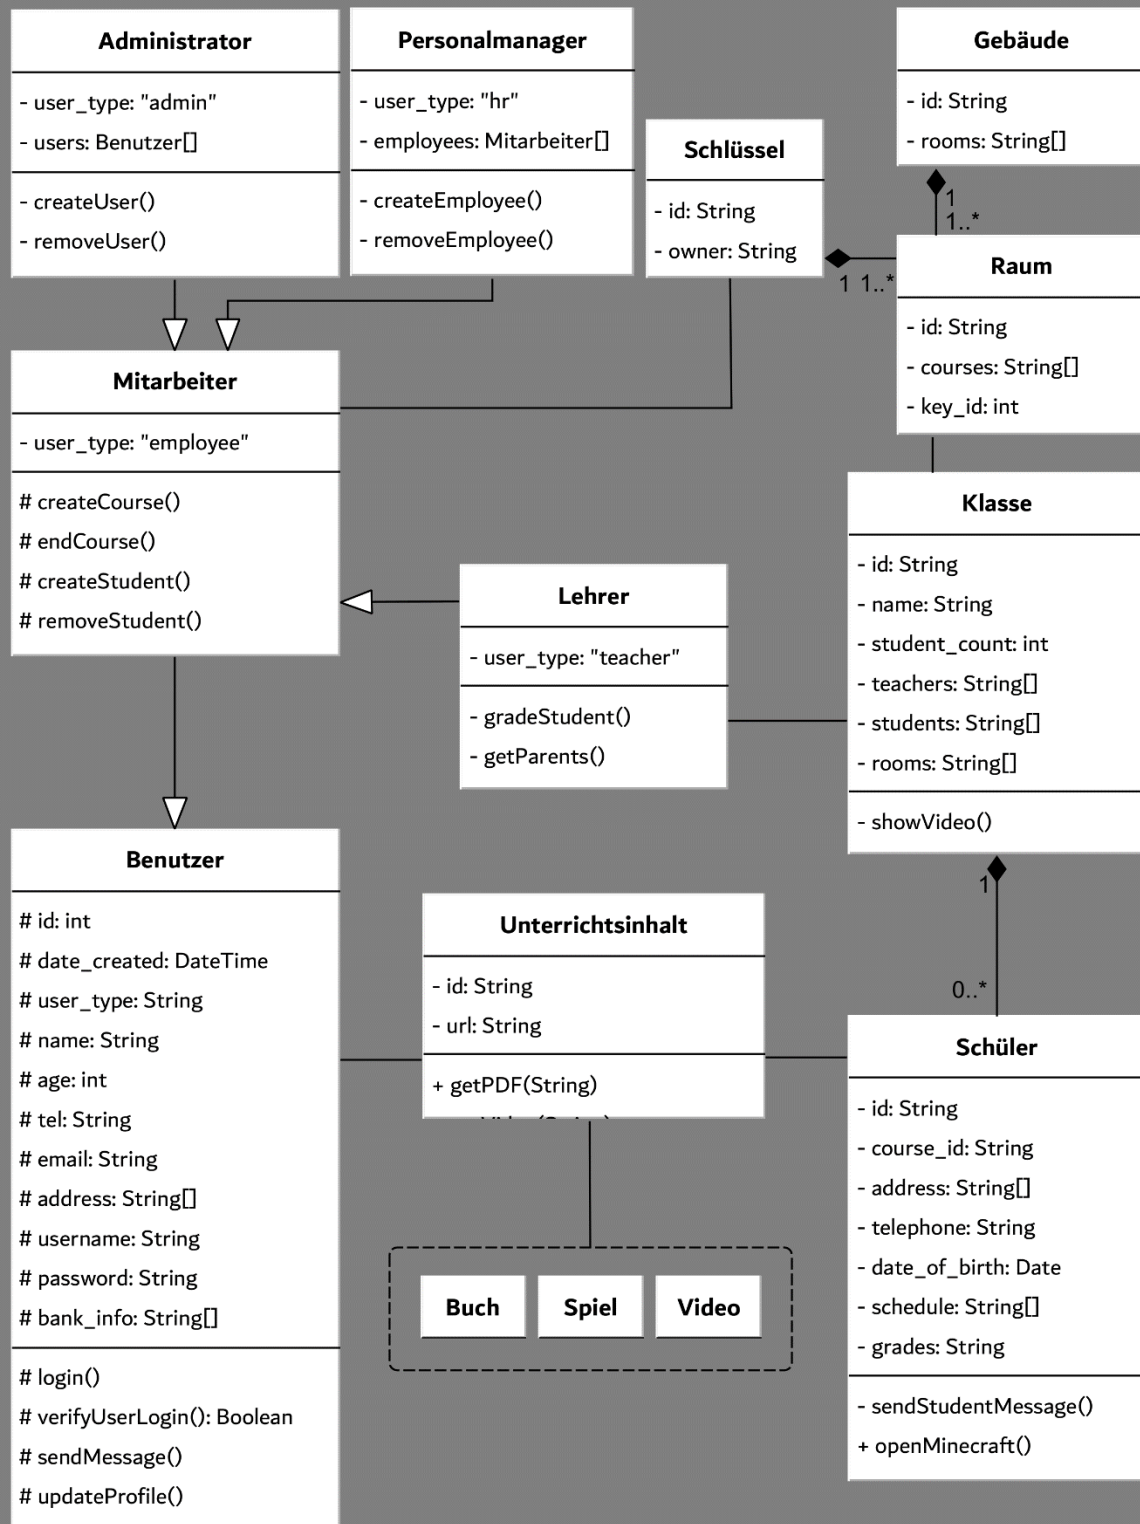 Administrator
- user_type: "admin"
- users: Benutzer[]
- createUser()
- removeUser()
Personalmanager
- user_type: "hr"
- employees: Mitarbeiter[]
- createEmployee()
- removeEmployee()
Schlüssel
- id: String
- owner: String
Gebäude
- id: String
- rooms: String[]
1
1..*
1 1..*
Raum
- id: String
- courses: String[]
- key_id: int
Mitarbeiter
- user_type: "employee"
# createCourse()
# endCourse()
# createStudent()
# removeStudent()
Lehrer
- user_type: "teacher"
- gradeStudent()
- getParents()
Klasse
- id: String
- name: String
- student_count: int
- teachers: String[]
- students: String[]
- rooms: String[]
- showVideo()
1
0..*
Benutzer
# id: int
# date_created: DateTime
# user_type: String
# name: String
# age: int
# tel: String
# email: String
# address: String[]
# username: String
# password: String
# bank_info: String[]
# login()
# verifyUserLogin(): Boolean
# sendMessage()
# updateProfile()
Unterrichtsinhalt
- id: String
- url: String
+ getPDF(String)
Buch
Spiel
Video
Schüler
- id: String
- course_id: String
- address: String[]
- telephone: String
- date_of_birth: Date
- schedule: String[]
- grades: String
- sendStudentMessage()
+ openMinecraft()